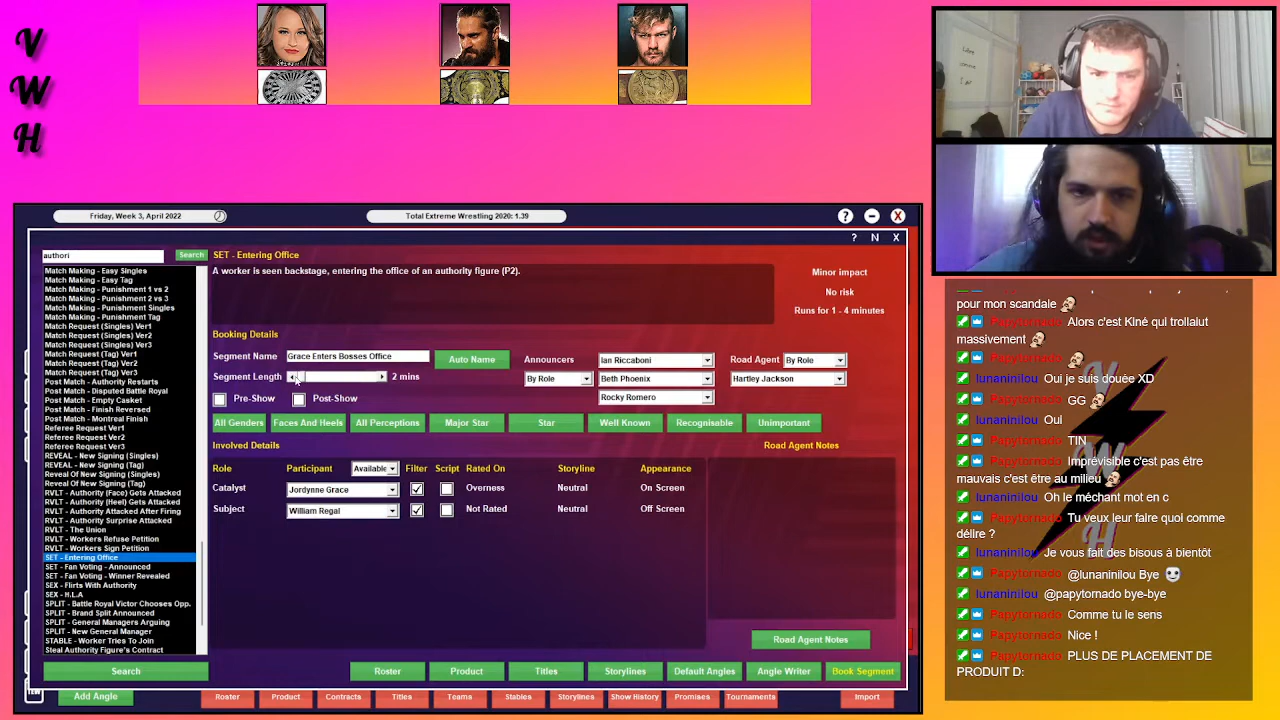 V
W
H
Friday, Week 3, April 2022
Total Extreme Wrestling 2020: 1.39
?
X
? N X
authori
Search
Match Making - Easy Singles
Match Making - Easy Tag
Match Making - Punishment 1 vs 2
Match Making - Punishment 2 vs 3
Match Making - Punishment Singles
Match Making - Punishment Tag
Match Request (Singles) Ver1
Match Request (Singles) Ver2
Match Request (Singles) Ver3
Match Request (Tag) Ver1
Match Request (Tag) Ver2
Match Request (Tag) Ver3
Post Match - Authority Restarts
Post Match - Disputed Battle Royal
Post Match - Empty Casket
Post Match - Finish Reversed
Post Match - Montreal Finish
Referee Request Ver1
Referee Request Ver2
Referee Request Ver3
REVEAL - New Signing (Singles)
REVEAL - New Signing (Tag)
Reveal Of New Signing (Singles)
Reveal Of New Signing (Tag)
RVLT - Authority (Face) Gets Attacked
RVLT - Authority (Heel) Gets Attacked
RVLT - Authority Attacked After Firing
RVLT - Authority Surprise Attacked
RVLT - The Union
RVLT - Workers Refuse Petition
RVLT - Workers Sign Petition
SET - Entering Office
SET - Fan Voting - Announced
SET - Fan Voting - Winner Revealed
SEX - Flirts With Authority
SEX - H.L.A
SPLIT - Battle Royal Victor Chooses Opp.
SPLIT - Brand Split Announced
SPLIT - General Managers Arguing
SPLIT - New General Manager
STABLE - Worker Tries To Join
Steal Authority Figure's Contract
Search
SET - Entering Office
A worker is seen backstage, entering the office of an authority figure (P2).
Minor impact
No risk
Runs for 1 - 4 minutes
Booking Details
Segment Name
Grace Enters Bosses Office
Auto Name
Announcers
Ian Riccaboni
Road Agent
By Role
Segment Length
2 mins
By Role
Beth Phoenix
Hartley Jackson
Pre-Show
Post-Show
Rocky Romero
All Genders
Faces And Heels
All Perceptions
Major Star
Star
Well Known
Recognisable
Unimportant
Involved Details
Road Agent Notes
Role
Participant
Available
Filter
Script
Rated On
Storyline
Appearance
Catalyst
Jordynne Grace
Overness
Neutral
On Screen
Subject
William Regal
Not Rated
Neutral
Off Screen
Road Agent Notes
Roster
Product
Titles
Storylines
Default Angles
Angle Writer
Book Segment
Add Angle
Roster
Product
Contracts
Titles
Teams
Stables
Storylines
Show History
Promises
Tournaments
Import
pour mon scandale
Papytornado Alors c'est Klné qui trollalut
massivement
Papytornado
lunaninilou Oui je suis douée XD
Papytornado GG
lunaninilou Oui
Papytornado TIN
Papytornado Imprévisible c'est pas être
mauvais c'est être au milieu
lunaninilou Oh le méchant mot en c
Papytornado Tu veux leur faire quoi comme
délire ?
lunaninilou Je vous fait des bisous à bientôt
Papytornado @lunaninilou Bye
lunaninilou @papytornado bye-bye
Papytornado Comme tu le sens
Papytornado Nice !
Papytornado PLUS DE PLACEMENT DE
PRODUIT D:
V
W
H